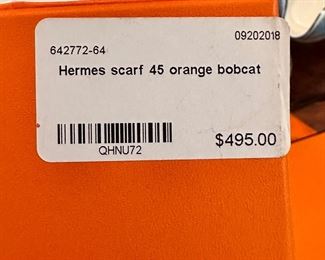 09202018
642772-64
Hermes scarf 45 orange bobcat
QHNU72
$495.00